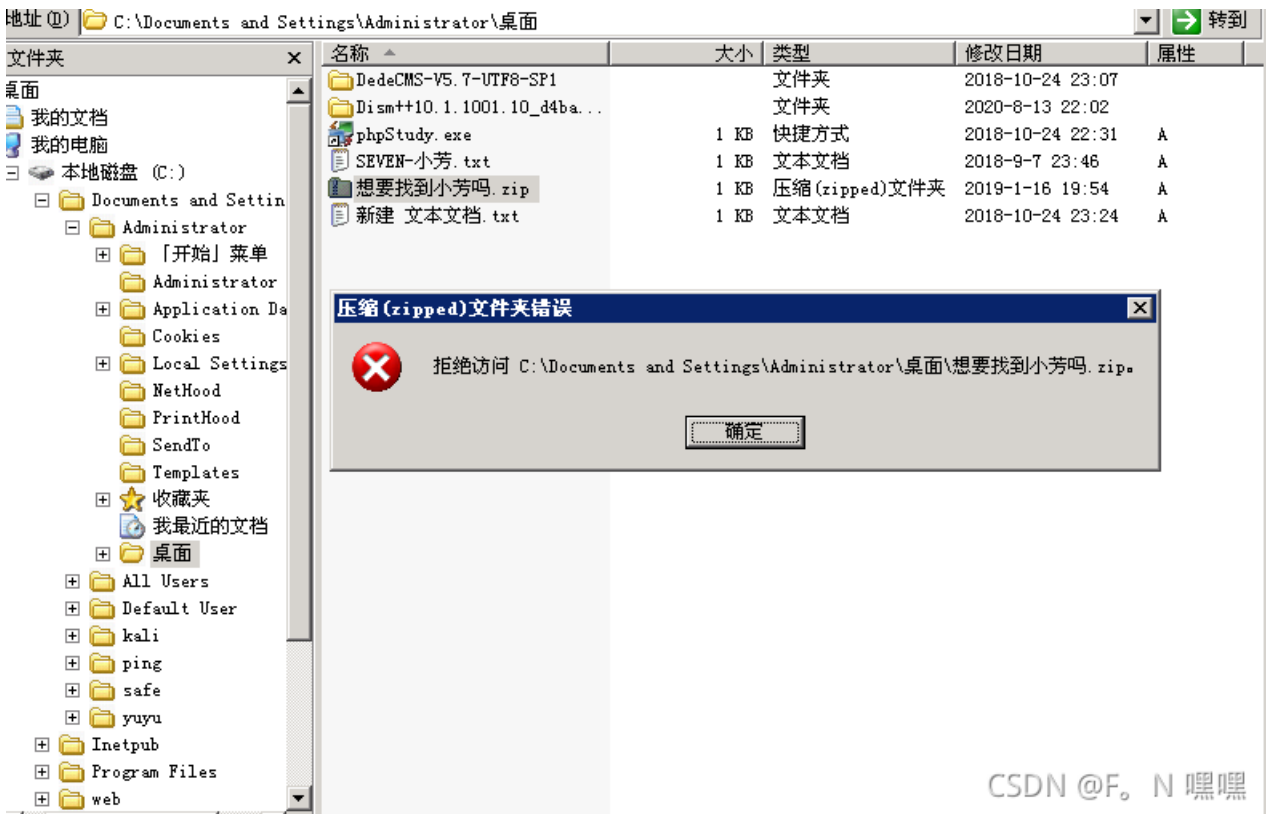 地址(D) C:\Documents and Settings\Administrator\桌面 转到
文件夹
名称 大小 类型 修改日期 属性
DedeCMS-V5.7-UTF8-SP1 文件夹 2018-10-24 23:07
Dism++10.1.1001.10_d4ba... 文件夹 2020-8-13 22:02
phpStudy.exe 1 KB 快捷方式 2018-10-24 22:31 A
SEVEN-小芳.txt 1 KB 文本文档 2018-9-7 23:46 A
想要找到小芳吗.zip 1 KB 压缩(zipped)文件夹 2019-1-16 19:54 A
新建 文本文档.txt 1 KB 文本文档 2018-10-24 23:24 A
桌面
我的文档
我的电脑
本地磁盘 (C:)
Documents and Settin
Administrator
「开始」菜单
Administrator
Application Da
Cookies
Local Settings
NetHood
PrintHood
SendTo
Templates
收藏夹
我最近的文档
桌面
All Users
Default User
kali
ping
safe
yuyu
Inetpub
Program Files
web
压缩(zipped)文件夹错误
拒绝访问 C:\Documents and Settings\Administrator\桌面\想要找到小芳吗.zip。
确定
CSDN @F。N 嘿嘿